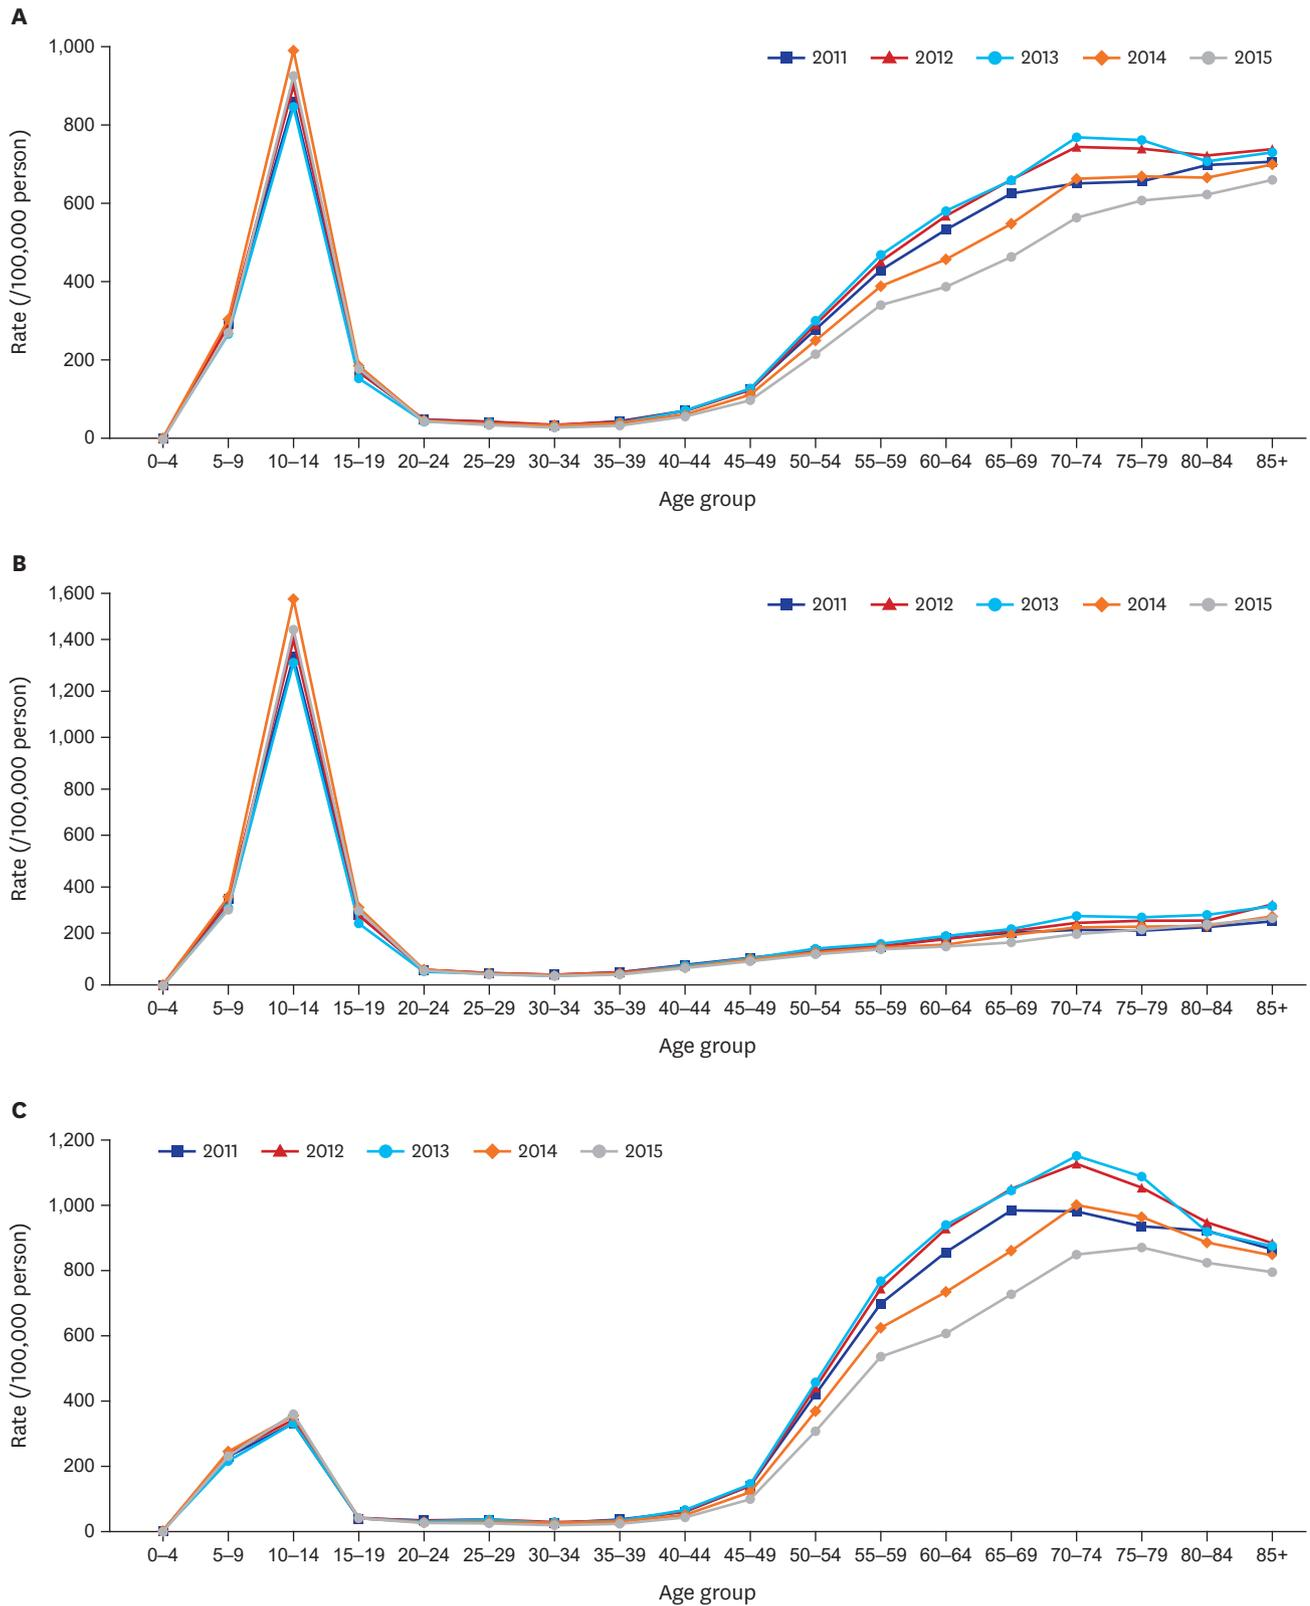 A
1,000
2011 2012 2013 2014 2015
800
600
400
200
0
Rate (/100,000 person)
0–4 5–9 10–14 15–19 20–24 25–29 30–34 35–39 40–44 45–49 50–54 55–59 60–64 65–69 70–74 75–79 80–84 85+
Age group
B
1,600
2011 2012 2013 2014 2015
1,400
1,200
1,000
800
600
400
200
0
Rate (/100,000 person)
0–4 5–9 10–14 15–19 20–24 25–29 30–34 35–39 40–44 45–49 50–54 55–59 60–64 65–69 70–74 75–79 80–84 85+
Age group
C
1,200
2011 2012 2013 2014 2015
1,000
800
600
400
200
0
Rate (/100,000 person)
0–4 5–9 10–14 15–19 20–24 25–29 30–34 35–39 40–44 45–49 50–54 55–59 60–64 65–69 70–74 75–79 80–84 85+
Age group